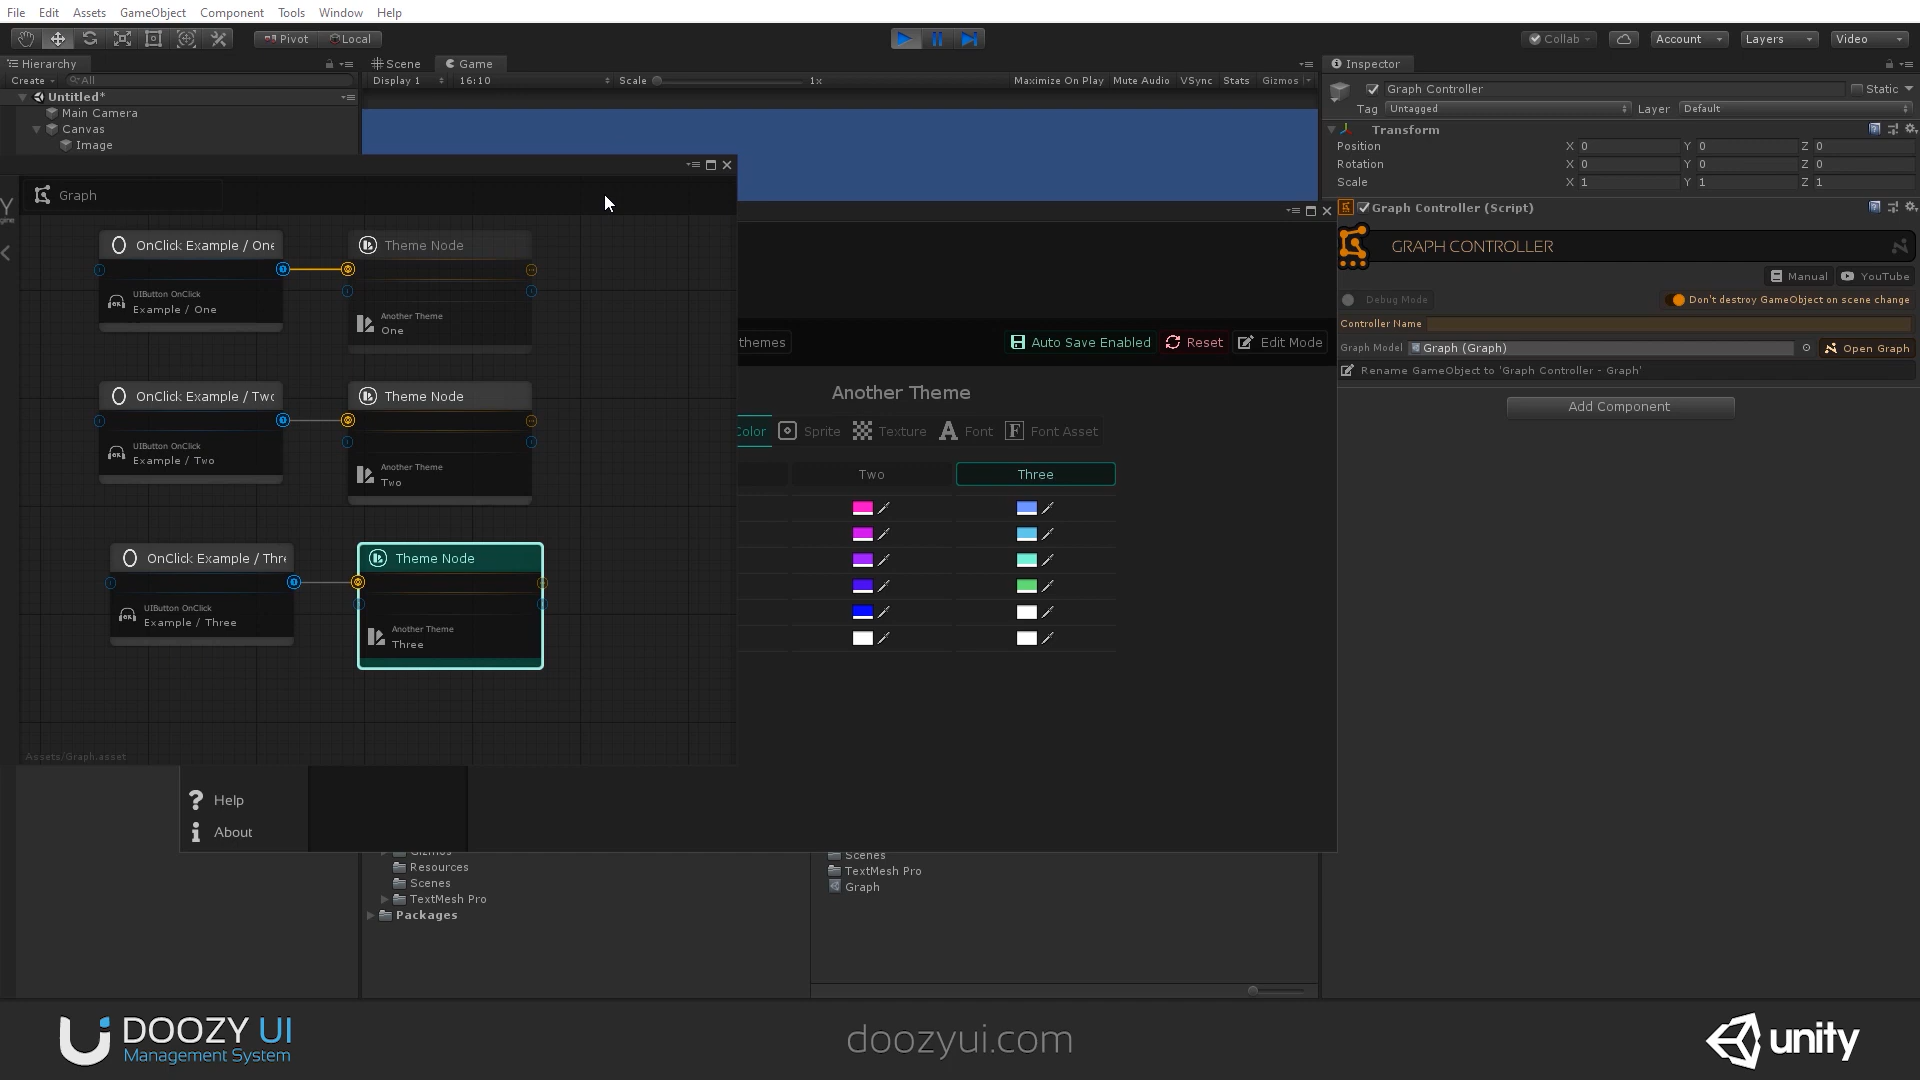 File Edit Assets GameObject Component Tools Window Help
Pivot Local Collab Account Layers Video
Hierarchy Scene Game Inspector
Create All Display 1 16:10 Scale 1x Maximize On Play Mute Audio VSync Stats Gizmos
Untitled*
Main Camera
Canvas
Image
Graph Controller Static
Tag Untagged Layer Default
Transform
Position X 0 Y 0 Z 0
Rotation X 0 Y 0 Z 0
Scale X 1 Y 1 Z 1
Graph Controller (Script)
GRAPH CONTROLLER
Manual YouTube
Debug Mode Don't destroy GameObject on scene change
Controller Name
Graph Model Graph (Graph) Open Graph
Rename GameObject to 'Graph Controller - Graph'
Add Component
Graph
OnClick Example / One Theme Node
UIButton OnClick
Example / One
Another Theme
One
OnClick Example / Two Theme Node
UIButton OnClick
Example / Two
Another Theme
Two
OnClick Example / Thre Theme Node
UIButton OnClick
Example / Three
Another Theme
Three
Assets/Graph.asset
themes Auto Save Enabled Reset Edit Mode
Another Theme
Color Sprite Texture Font Font Asset
Two Three
Help
About
Gizmos
Resources
Scenes
TextMesh Pro
Packages
Scenes
TextMesh Pro
Graph
DOOZY UI
Management System
doozyui.com
unity